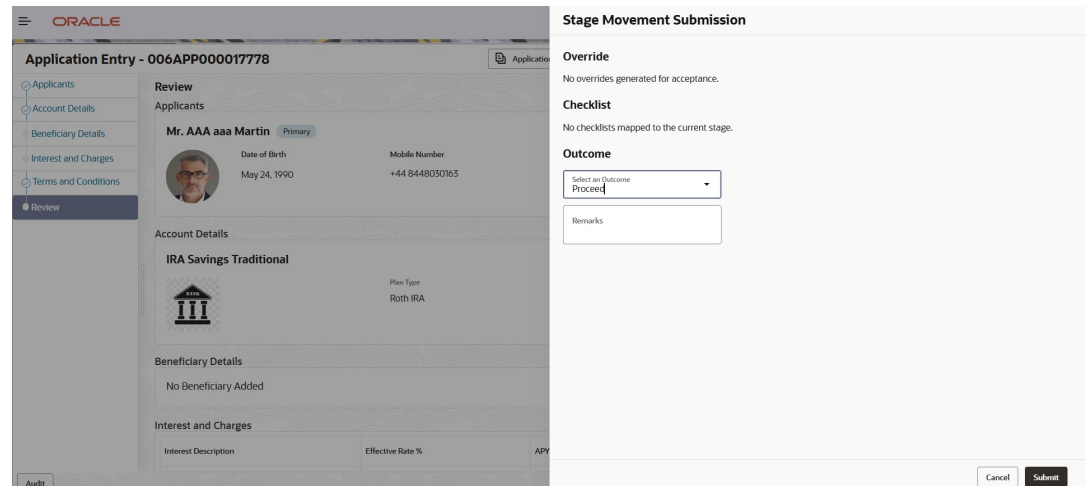 ORACLE
Application Entry - 006APP000017778
Application
Applicants
Account Details
Beneficiary Details
Interest and Charges
Terms and Conditions
Review
Audit
Review
Applicants
Mr. AAA aaa Martin Primary
Date of Birth
May 24, 1990
Mobile Number
+44 8448030163
Account Details
IRA Savings Traditional
BANK
Plan Type
Roth IRA
Beneficiary Details
No Beneficiary Added
Interest and Charges
Interest Description Effective Rate % APY
Stage Movement Submission
Override
No overrides generated for acceptance.
Checklist
No checklists mapped to the current stage.
Outcome
Select an Outcome
Proceed
Remarks
Cancel Submit